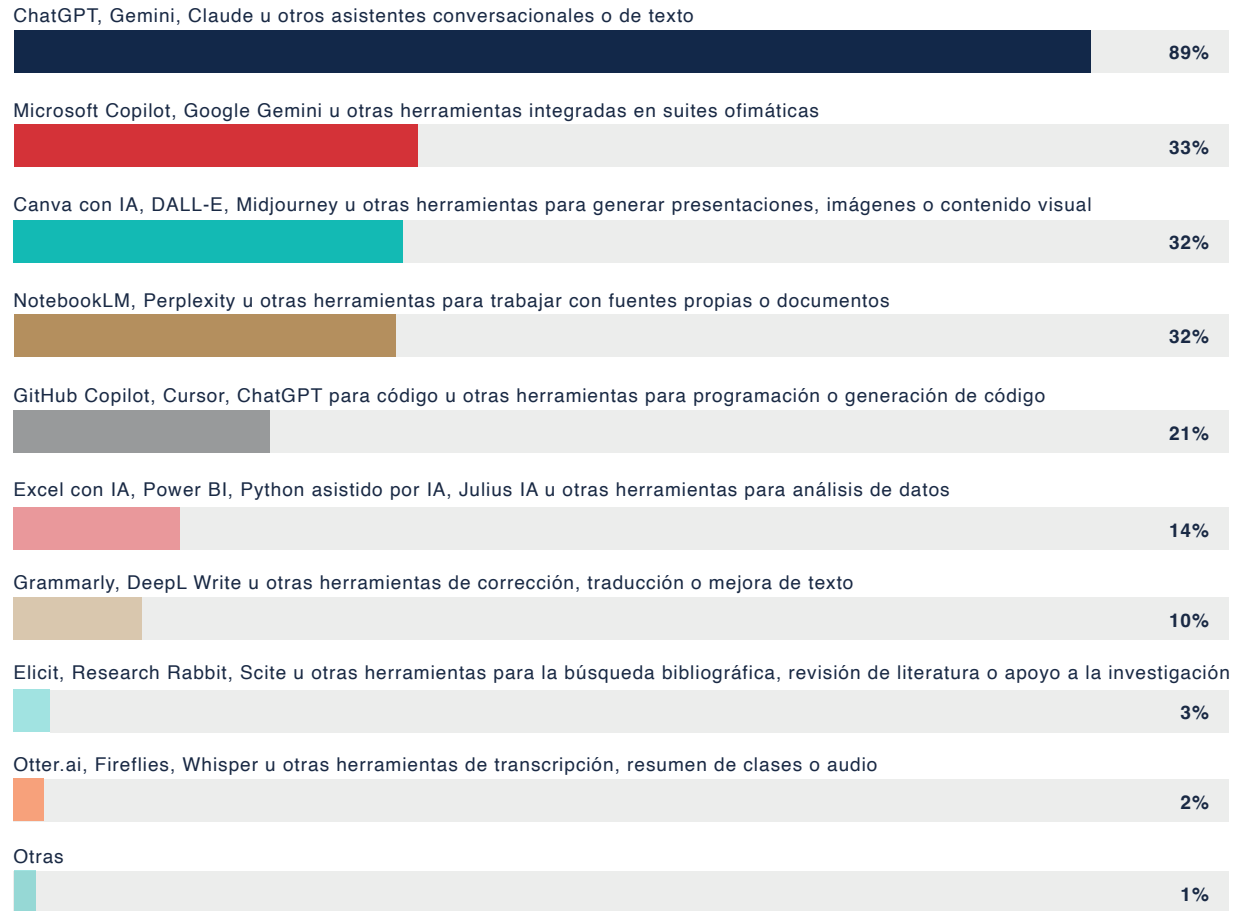 ChatGPT, Gemini, Claude u otros asistentes conversacionales o de texto
89%
Microsoft Copilot, Google Gemini u otras herramientas integradas en suites ofimáticas
33%
Canva con IA, DALL-E, Midjourney u otras herramientas para generar presentaciones, imágenes o contenido visual
32%
NotebookLM, Perplexity u otras herramientas para trabajar con fuentes propias o documentos
32%
GitHub Copilot, Cursor, ChatGPT para código u otras herramientas para programación o generación de código
21%
Excel con IA, Power BI, Python asistido por IA, Julius IA u otras herramientas para análisis de datos
14%
Grammarly, DeepL Write u otras herramientas de corrección, traducción o mejora de texto
10%
Elicit, Research Rabbit, Scite u otras herramientas para la búsqueda bibliográfica, revisión de literatura o apoyo a la investigación
3%
Otter.ai, Fireflies, Whisper u otras herramientas de transcripción, resumen de clases o audio
2%
Otras
1%